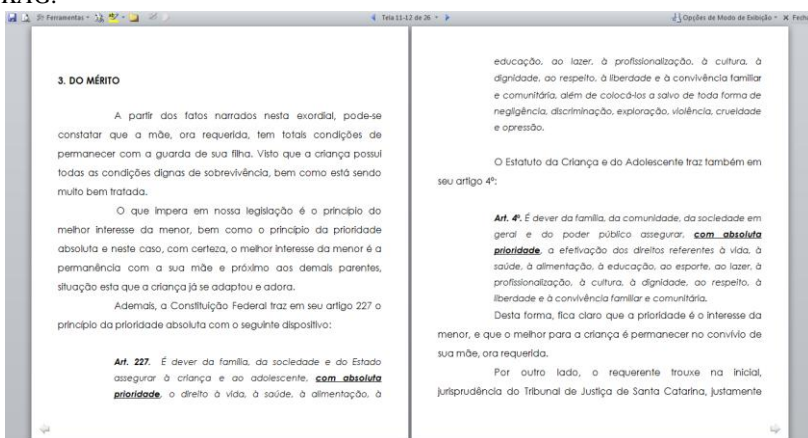 Ferramentas
Tela 11-12 de 26
Opções de Modo de Exibição
Fecha
3. DO MÉRITO
A partir dos fatos narrados nesta exordial, pode-se
constatar que a mãe, ora requerida, tem totais condições de
permanecer com a guarda de sua filha. Visto que a criança possui
todas as condições dignas de sobrevivência, bem como está sendo
muito bem tratada.
O que impera em nossa legislação é o princípio do
melhor interesse da menor, bem como o princípio da prioridade
absoluta e neste caso, com certeza, o melhor interesse da menor é a
permanência com a sua mãe e próximo aos demais parentes,
situação esta que a criança já se adaptou e adora.
Ademais, a Constituição Federal traz em seu artigo 227 o
princípio da prioridade absoluta com o seguinte dispositivo:
Art. 227. É dever da família, da sociedade e do Estado
assegurar à criança e ao adolescente, com absoluta
prioridade, o direito à vida, à saúde, à alimentação, à
educação, ao lazer, à profissionalização, à cultura, à
dignidade, ao respeito, à liberdade e à convivência familiar
e comunitária, além de colocá-los a salvo de toda forma de
negligência, discriminação, exploração, violência, crueldade
e opressão.
O Estatuto da Criança e do Adolescente traz também em
seu artigo 4º:
Art. 4º. É dever da família, da comunidade, da sociedade em
geral e do poder público assegurar, com absoluta
prioridade, a efetivação dos direitos referentes à vida, à
saúde, à alimentação, à educação, ao esporte, ao lazer, à
profissionalização, à cultura, à dignidade, ao respeito, à
liberdade e à convivência familiar e comunitária.
Desta forma, fica claro que a prioridade é o interesse da
menor, e que o melhor para a criança é permanecer no convívio de
sua mãe, ora requerida.
Por outro lado, o requerente trouxe na inicial,
jurisprudência do Tribunal de Justiça de Santa Catarina, justamente